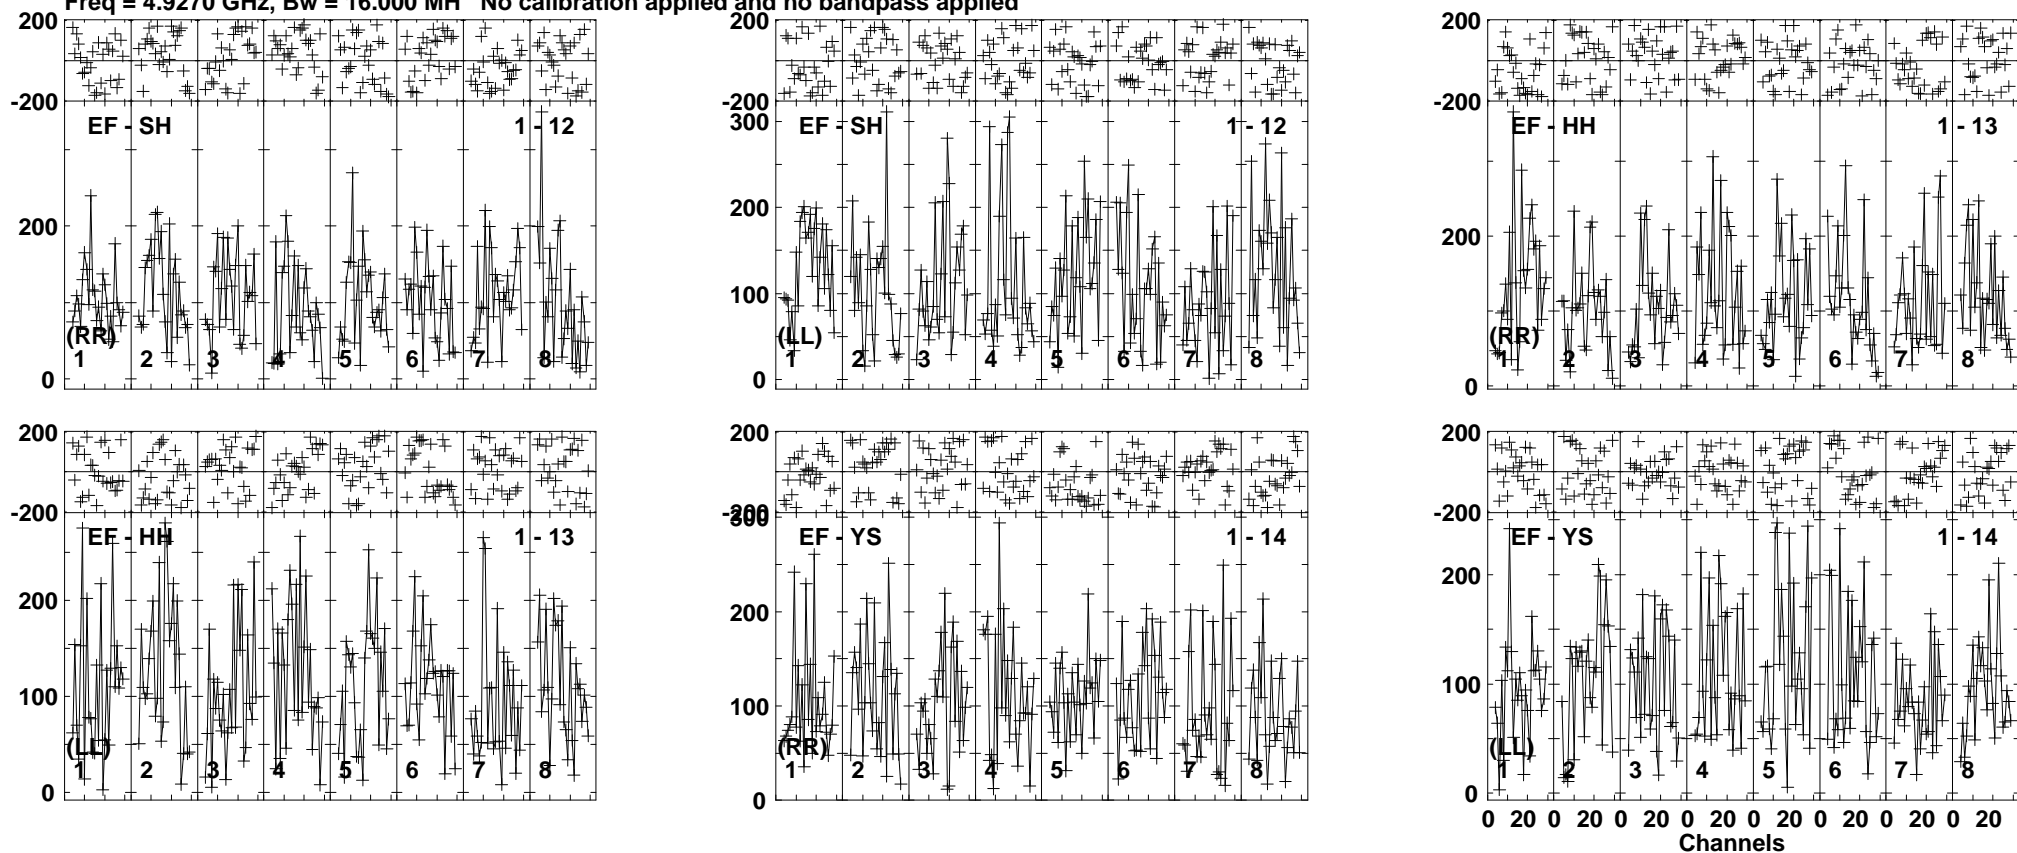 Freq = 4.9270 GHz, Bw = 16.000 MH No calibration applied and no bandpass applied
200 200 200
-200 -200 -200
EF - SH 1 - 12 300 EF - SH 1 - 12 EF - HH 1 - 13
200 200 200
100
(RR) (LL) (RR)
1 2 3 4 5 6 7 8 1 2 3 4 5 6 7 8 1 2 3 4 5 6 7 8
0 0 0
200 200 200
-200 -200 -200
300
EF - HH 1 - 13 EF - YS 1 - 14 EF - YS 1 - 14
200 200 200
100 100 100
(LL) (RR) (LL)
1 2 3 4 5 6 7 8 1 2 3 4 5 6 7 8 1 2 3 4 5 6 7 8
0 0 0
0 20 0 20 0 20 0 20 0 20 0 20 0 20 0 20
Channels